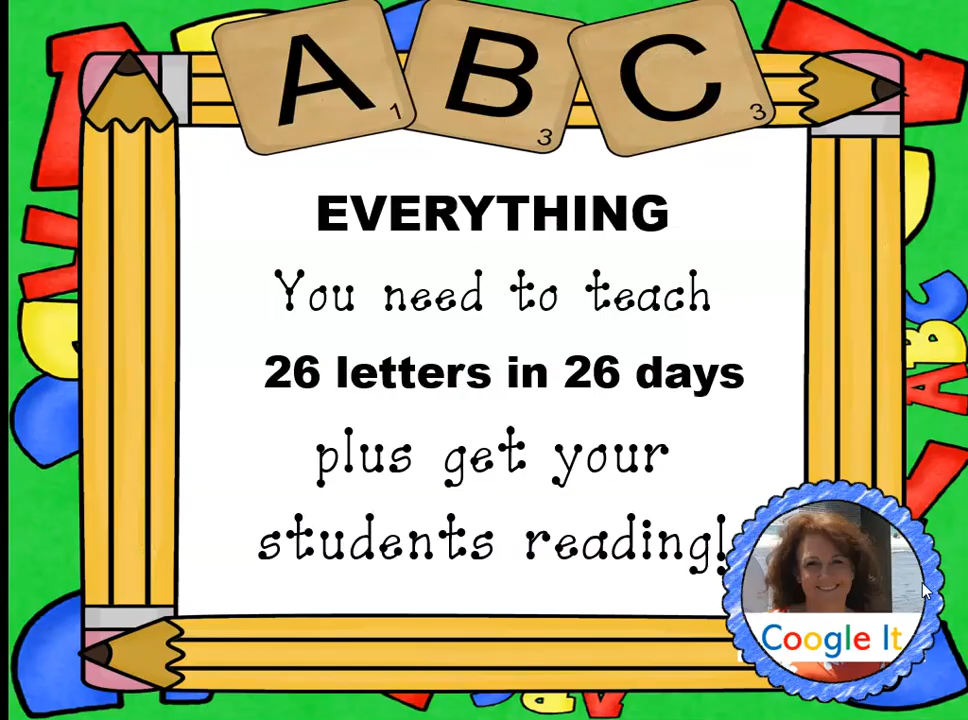 A B C
1 3 3
EVERYTHING
You need to teach
26 letters in 26 days
plus get your
students reading!
Coogle It